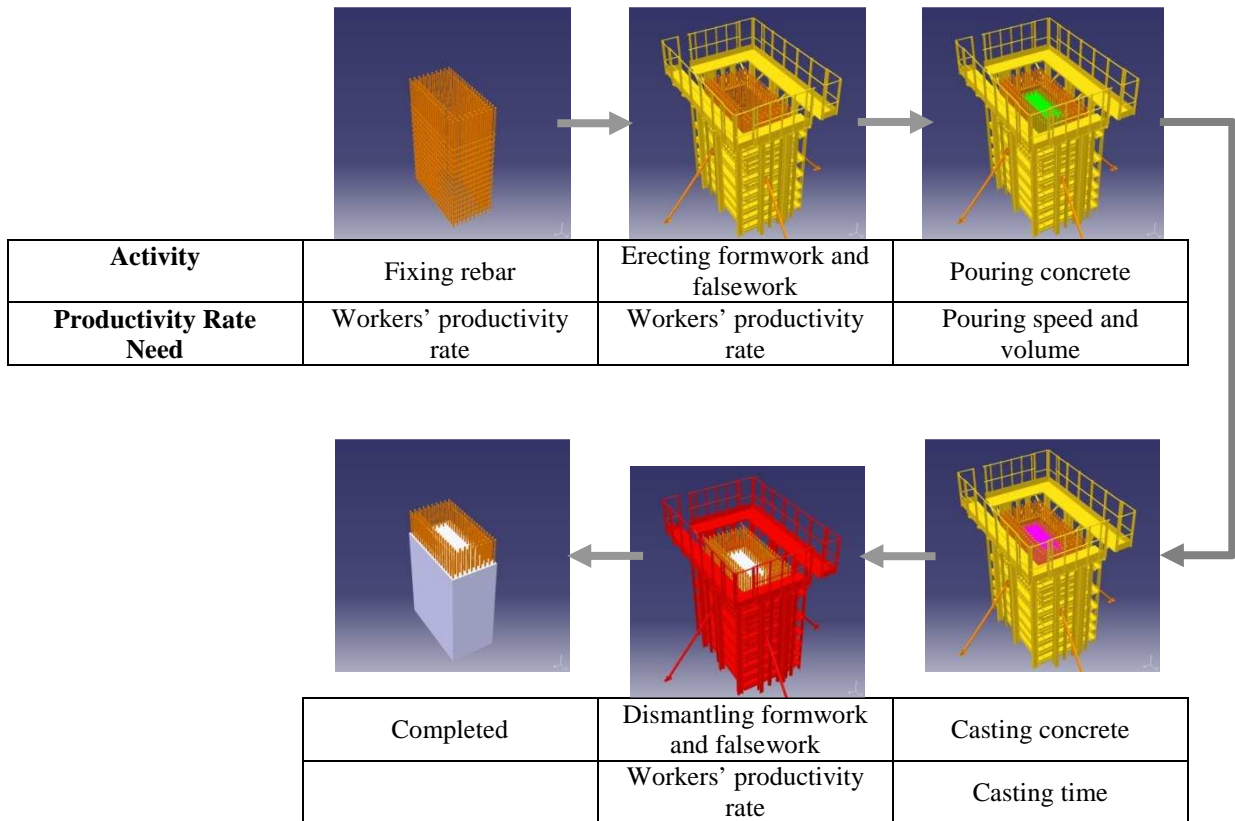 Activity
Fixing rebar
Erecting formwork and
falsework
Pouring concrete
Productivity Rate
Need
Workers’ productivity
rate
Workers’ productivity
rate
Pouring speed and
volume
Completed
Dismantling formwork
and falsework
Casting concrete
Workers’ productivity
rate
Casting time